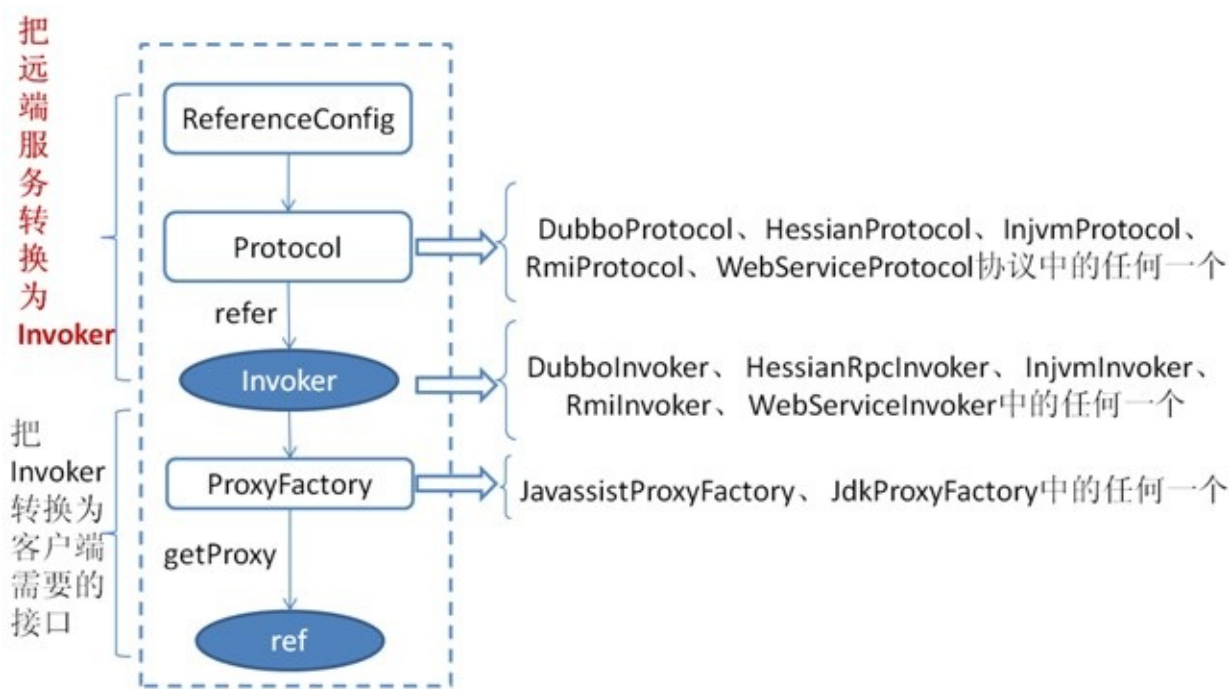 把
远
端
服
务
转
换
为
Invoker
ReferenceConfig
Protocol
DubboProtocol、HessianProtocol、InjvmProtocol、
RmiProtocol、WebServiceProtocol协议中的任何一个
refer
Invoker
DubboInvoker、 HessianRpcInvoker、 InjvmInvoker、
RmiInvoker、 WebServiceInvoker中的任何一个
把
Invoker
转换为
客户端
需要的
接口
ProxyFactory
JavassistProxyFactory、 JdkProxyFactory中的任何一个
getProxy
ref